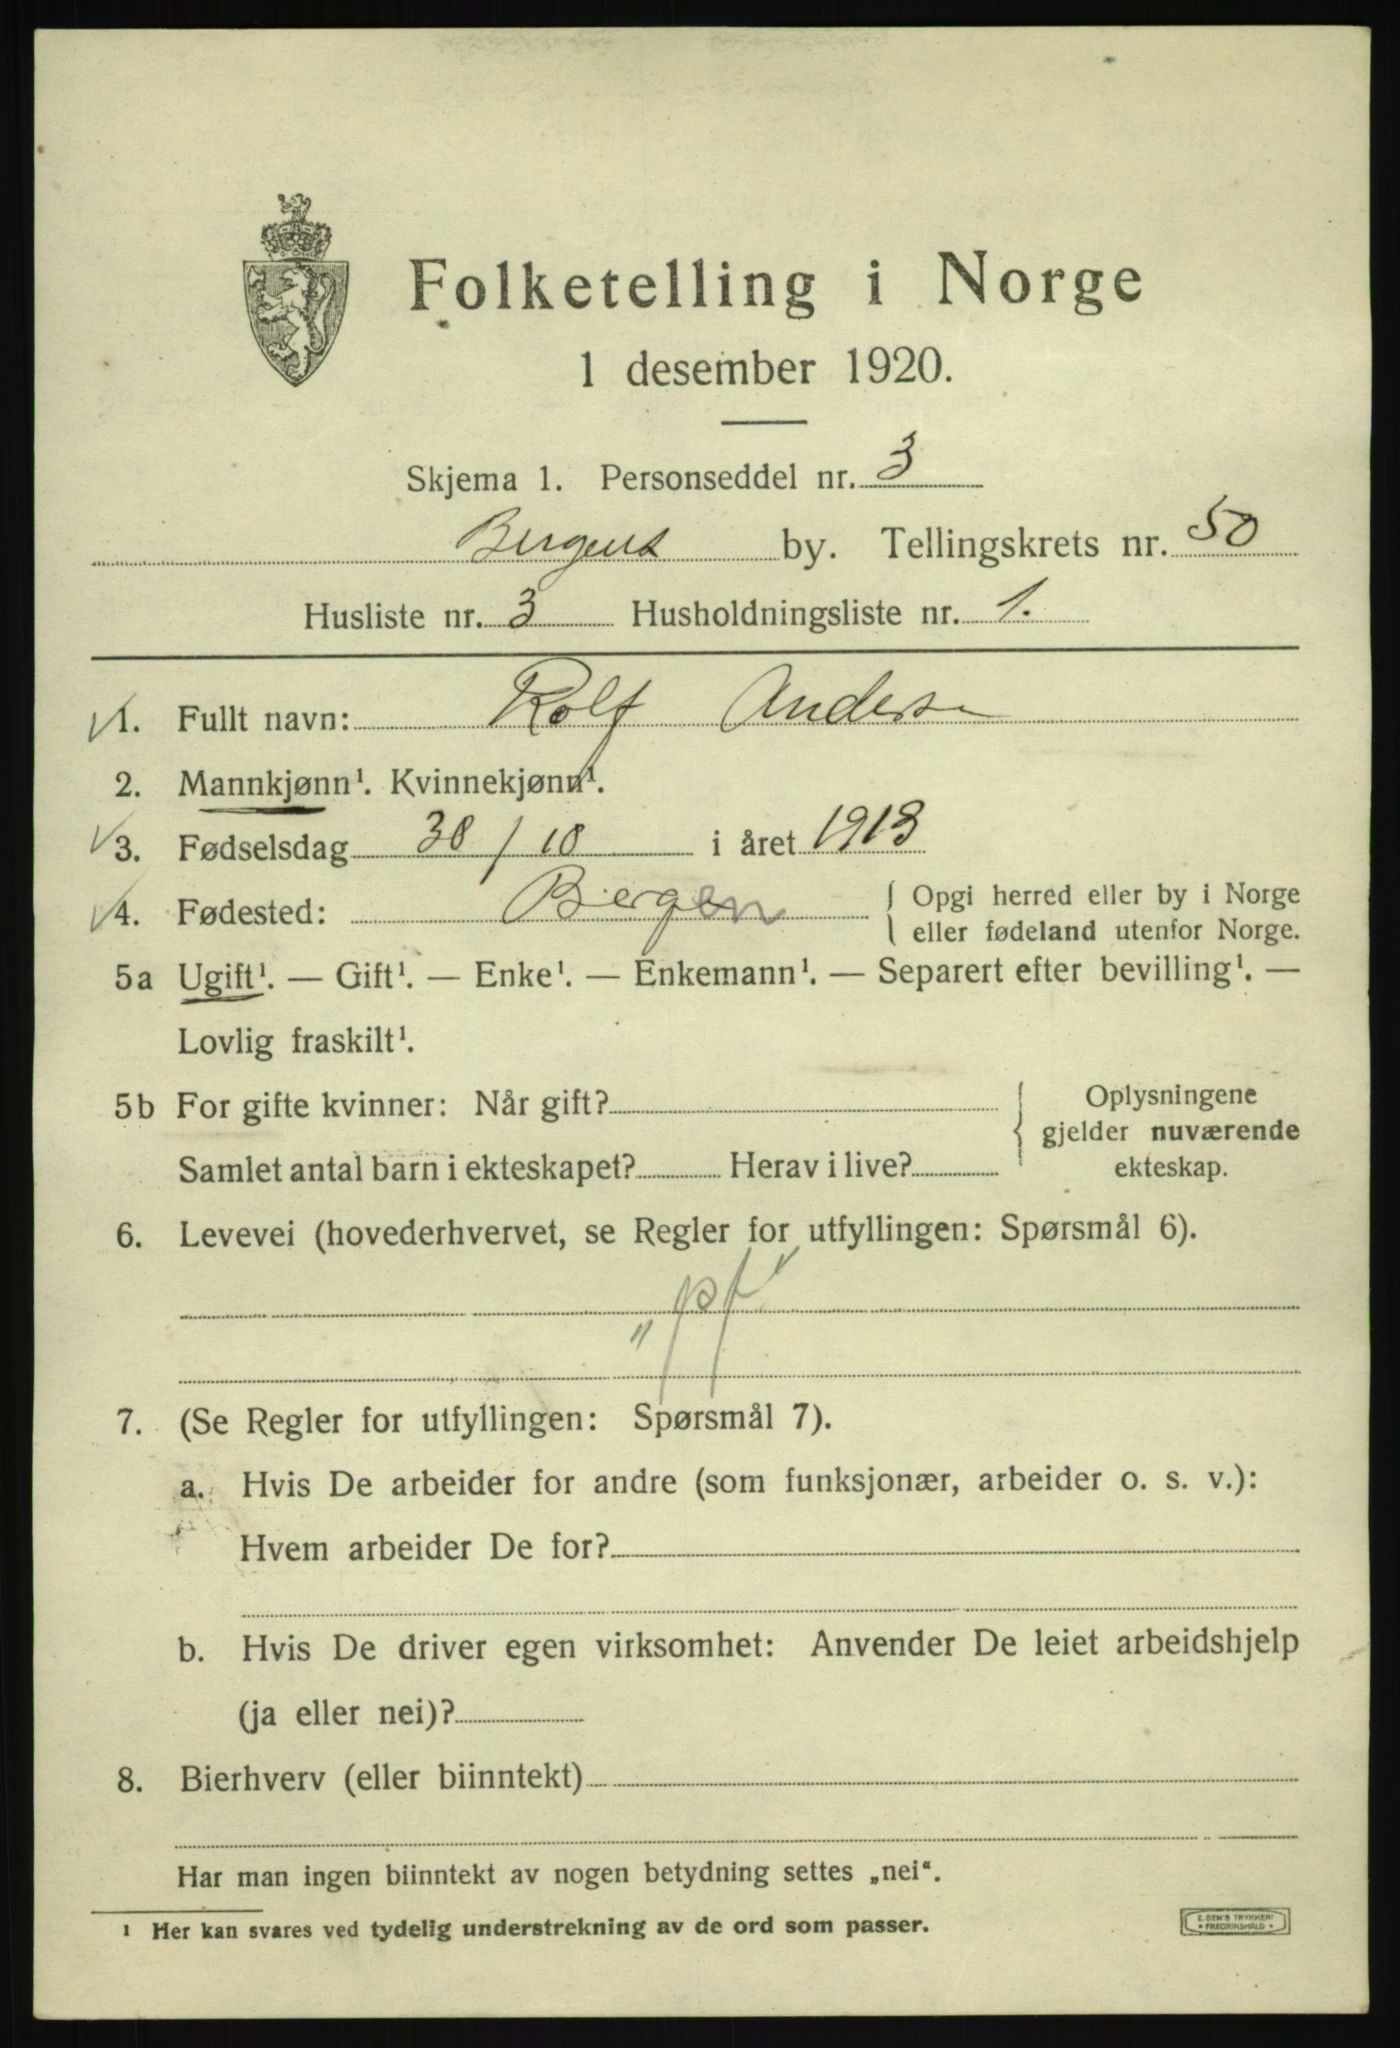 Folketelling i Norge
1 desember 1920.
Skjema 1. Personseddel nr. 3
Bergens by. Tellingskrets nr. 50
Husliste nr. 3 Husholdningsliste nr. 1.
1. Fullt navn: Rolf Andersen
2. Mannkjønn¹. Kvinnekjønn¹.
3. Fødselsdag 30/10 i året 1913
4. Fødested: Bergen { Opgi herred eller by i Norge
eller fødeland utenfor Norge.
5a Ugift¹. — Gift¹. — Enke¹. — Enkemann¹. — Separert efter bevilling¹. —
Lovlig fraskilt¹.
5b For gifte kvinner: Når gift?
Samlet antal barn i ekteskapet? Herav i live?
Oplysningene
gjelder nuværende
ekteskap.
6. Levevei (hovederhvervet, se Regler for utfyllingen: Spørsmål 6).
„pf"
7. (Se Regler for utfyllingen: Spørsmål 7).
a. Hvis De arbeider for andre (som funksjonær, arbeider o. s. v.):
Hvem arbeider De for?
b. Hvis De driver egen virksomhet: Anvender De leiet arbeidshjelp
(ja eller nei)?
8. Bierhverv (eller biinntekt)
Har man ingen biinntekt av nogen betydning settes „nei“.
¹ Her kan svares ved tydelig understrekning av de ord som passer.
E. SEM'S TRYKKERI
FREDRIKSHALD